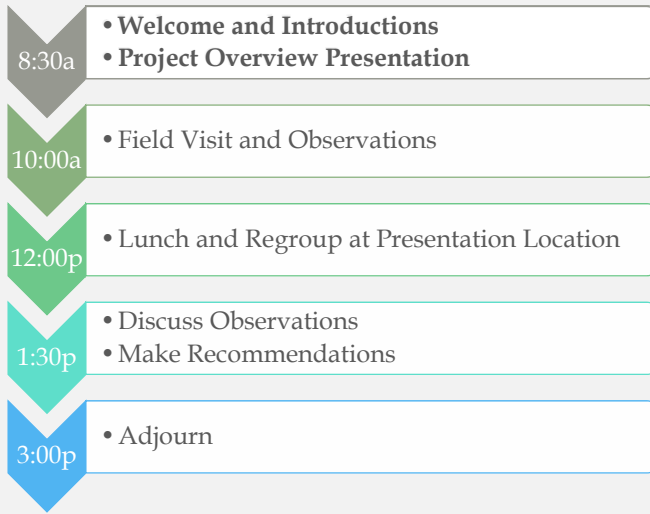 8:30a
• Welcome and Introductions
• Project Overview Presentation
10:00a
• Field Visit and Observations
12:00p
• Lunch and Regroup at Presentation Location
1:30p
• Discuss Observations
• Make Recommendations
3:00p
• Adjourn